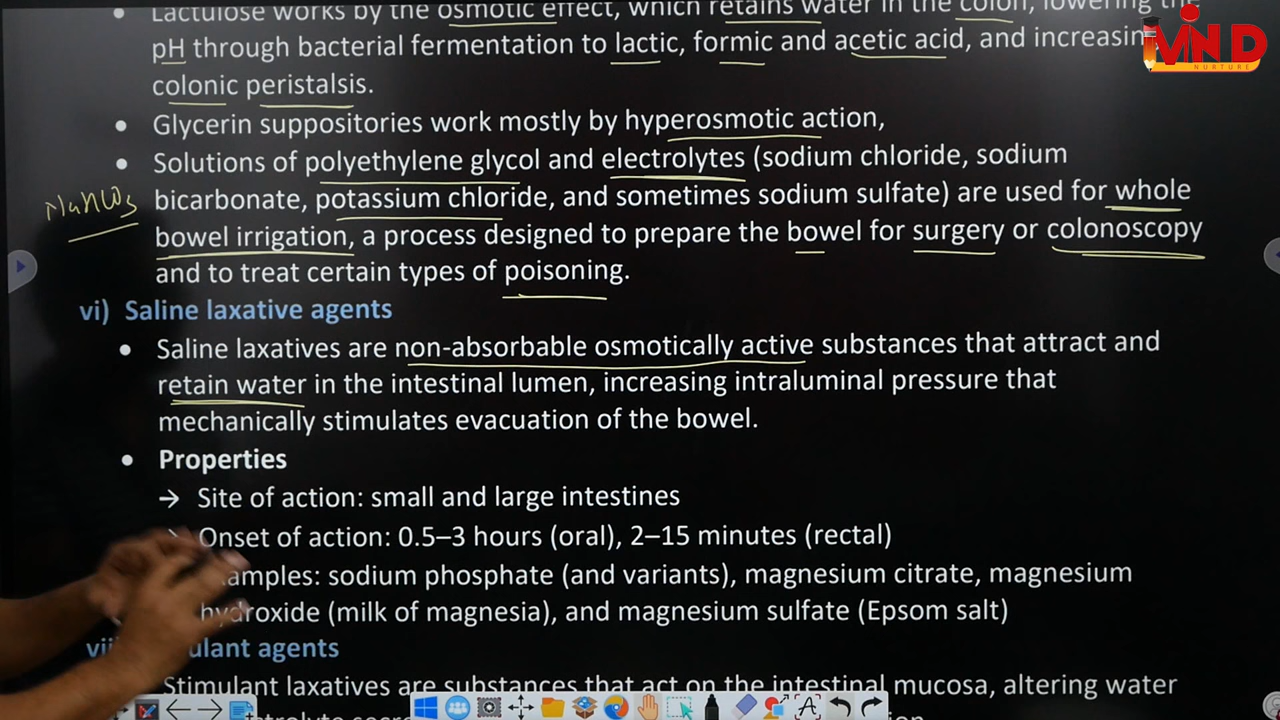 Lactulose works by the osmotic effect, which retains water in the colon, lowering the
pH through bacterial fermentation to lactic, formic and acetic acid, and increasing
colonic peristalsis.
• Glycerin suppositories work mostly by hyperosmotic action,
• Solutions of polyethylene glycol and electrolytes (sodium chloride, sodium
bicarbonate, potassium chloride, and sometimes sodium sulfate) are used for whole
bowel irrigation, a process designed to prepare the bowel for surgery or colonoscopy
and to treat certain types of poisoning.
vi) Saline laxative agents
• Saline laxatives are non-absorbable osmotically active substances that attract and
retain water in the intestinal lumen, increasing intraluminal pressure that
mechanically stimulates evacuation of the bowel.
• Properties
→ Site of action: small and large intestines
Onset of action: 0.5–3 hours (oral), 2–15 minutes (rectal)
amples: sodium phosphate (and variants), magnesium citrate, magnesium
hydroxide (milk of magnesia), and magnesium sulfate (Epsom salt)
vii ulant agents
Stimulant laxatives are substances that act on the intestinal mucosa, altering water
MIND
NURTURE